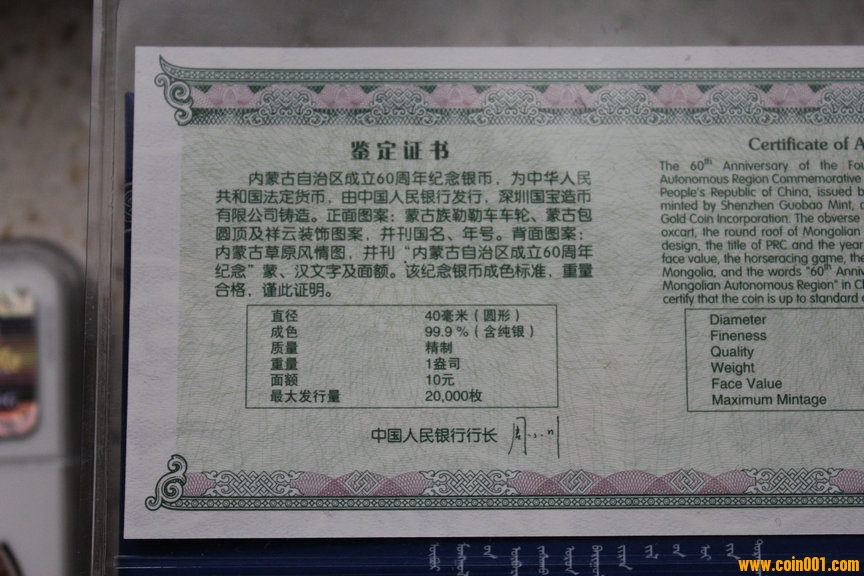 鉴定证书
内蒙古自治区成立60周年纪念银币，为中华人民
共和国法定货币，由中国人民银行发行，深圳国宝造币
有限公司铸造。正面图案：蒙古族勒勒车车轮、蒙古包
圆顶及祥云装饰图案，并刊国名、年号。背面图案：
内蒙古草原风情图，并刊“内蒙古自治区成立60周年
纪念”蒙、汉文字及面额。该纪念银币成色标准，重量
合格，谨此证明。
直径 40毫米（圆形）
成色 99.9％（含纯银）
质量 精制
重量 1盎司
面额 10元
最大发行量 20,000枚
中国人民银行行长 周小川
Certificate of A
The 60th Anniversary of the Fou
Autonomous Region Commemorative
People's Republic of China, issued b
minted by Shenzhen Guobao Mint, a
Gold Coin Incorporation. The obverse
oxcart, the round roof of Mongolian
design, the title of PRC and the year
face value, the horseracing game, the
Mongolia, and the words "60th Anni
Mongolian Autonomous Region" in Ch
certify that the coin is up to standard
Diameter
Fineness
Quality
Weight
Face Value
Maximum Mintage
www.coin001.com